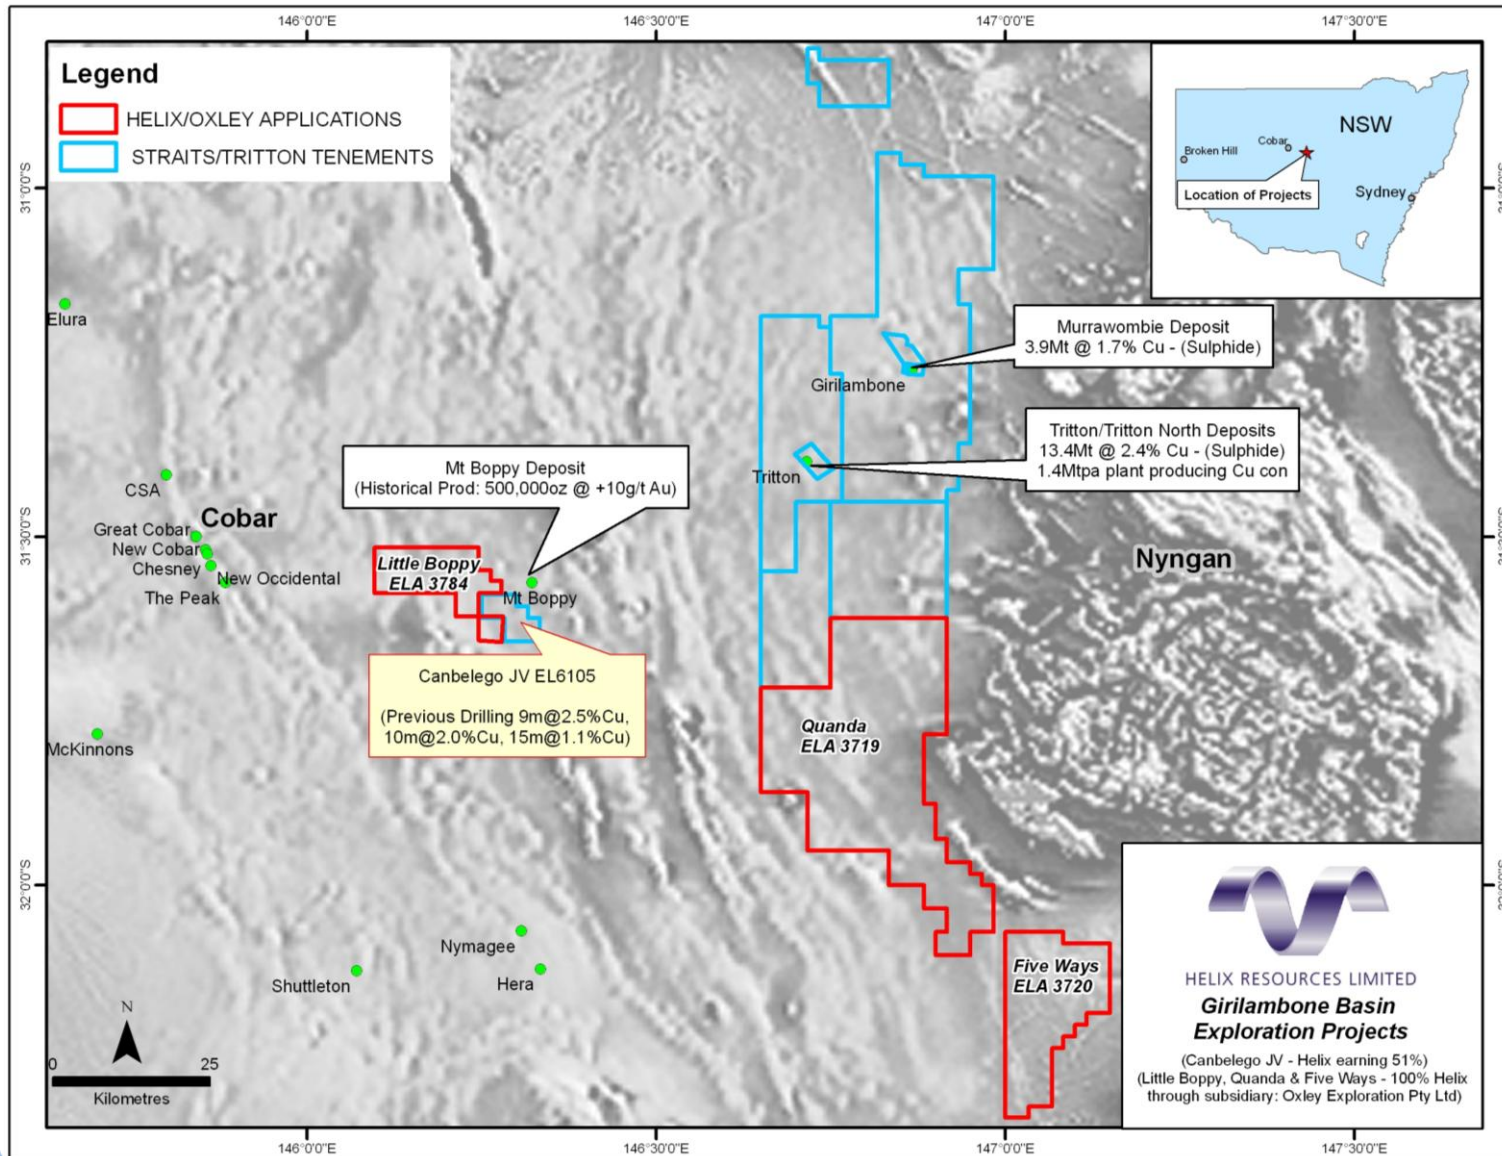 146°0'0"E
146°30'0"E
147°0'0"E
147°30'0"E
Legend
HELIX/OXLEY APPLICATIONS
STRAITS/TRITTON TENEMENTS
NSW
Broken Hill
Cobar
Location of Projects
Sydney
31°0'0"S
Elura
Murrawombie Deposit
3.9Mt @ 1.7% Cu - (Sulphide)
Girilambone
Tritton/Tritton North Deposits
13.4Mt @ 2.4% Cu - (Sulphide)
1.4Mtpa plant producing Cu con
Tritton
Mt Boppy Deposit
(Historical Prod: 500,000oz @ +10g/t Au)
CSA
Cobar
Great Cobar
New Cobar
Chesney
New Occidental
The Peak
31°30'0"S
Little Boppy
ELA 3784
Mt Boppy
Nyngan
Canbelego JV EL6105
(Previous Drilling 9m@2.5%Cu,
10m@2.0%Cu, 15m@1.1%Cu)
McKinnons
Quanda
ELA 3719
32°0'0"S
Nymagee
Shuttleton
Hera
Five Ways
ELA 3720
N
0
25
Kilometres
HELIX RESOURCES LIMITED
Girilambone Basin
Exploration Projects
(Canbelego JV - Helix earning 51%)
(Little Boppy, Quanda & Five Ways - 100% Helix
through subsidiary: Oxley Exploration Pty Ltd)
146°0'0"E
146°30'0"E
147°0'0"E
147°30'0"E